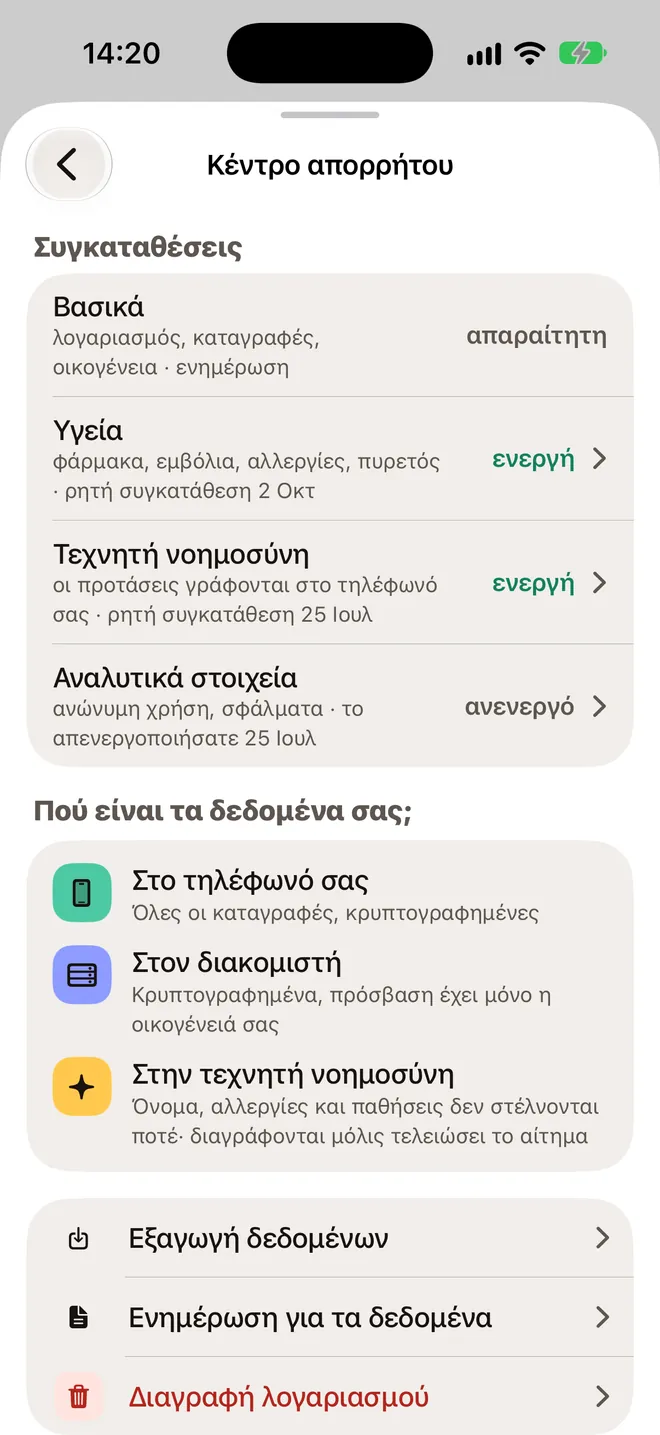 14:20
Κέντρο απορρήτου
Συγκαταθέσεις
Βασικά
λογαριασμός, καταγραφές,
οικογένεια · ενημέρωση
απαραίτητη
Υγεία
φάρμακα, εμβόλια, αλλεργίες, πυρετός
· ρητή συγκατάθεση 2 Οκτ
ενεργή
Τεχνητή νοημοσύνη
οι προτάσεις γράφονται στο τηλέφωνό
σας · ρητή συγκατάθεση 25 Ιουλ
ενεργή
Αναλυτικά στοιχεία
ανώνυμη χρήση, σφάλματα · το
απενεργοποιήσατε 25 Ιουλ
ανενεργό
Πού είναι τα δεδομένα σας;
Στο τηλέφωνό σας
Όλες οι καταγραφές, κρυπτογραφημένες
Στον διακομιστή
Κρυπτογραφημένα, πρόσβαση έχει μόνο η
οικογένειά σας
Στην τεχνητή νοημοσύνη
Όνομα, αλλεργίες και παθήσεις δεν στέλνονται
ποτέ· διαγράφονται μόλις τελειώσει το αίτημα
Εξαγωγή δεδομένων
Ενημέρωση για τα δεδομένα
Διαγραφή λογαριασμού